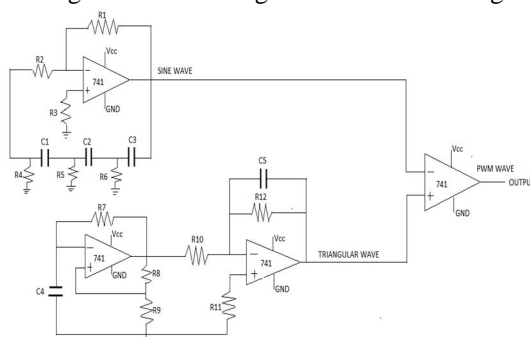 R1
R2
Vcc
741
SINE WAVE
R3
GND
C1
C2
C3
R4
R5
R6
Vcc
741
PWM WAVE
OUTPUT
GND
C5
R12
R7
Vcc
741
GND
R8
R10
Vcc
741
TRIANGULAR WAVE
GND
C4
R9
R11